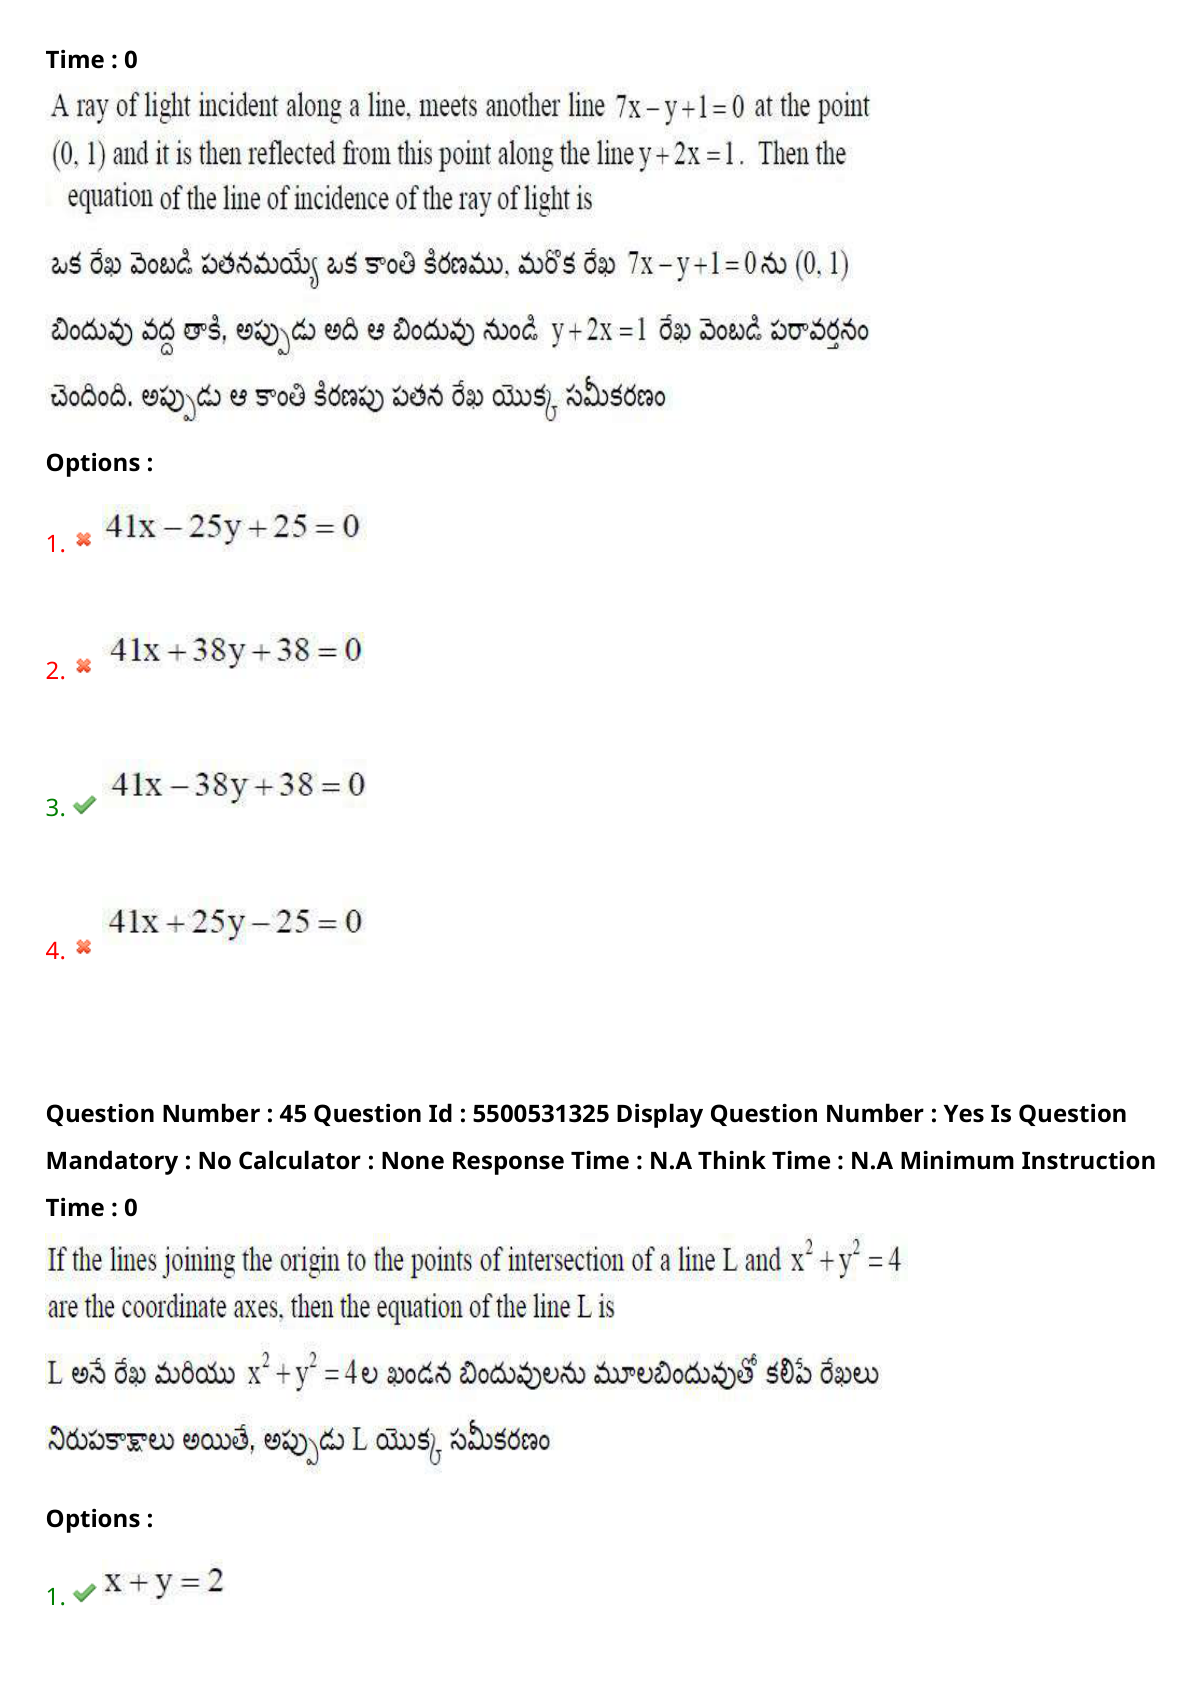 Time : 0
A ray of light incident along a line, meets another line 7x – y + 1 = 0 at the point
(0, 1) and it is then reflected from this point along the line y + 2x = 1. Then the
equation of the line of incidence of the ray of light is
ఒక రేఖ వెంబడి పతనమయ్యే ఒక కాంతి కిరణము, మరొక రేఖ 7x – y + 1 = 0 ను (0, 1)
బిందువు వద్ద తాకి, అప్పుడు అది ఆ బిందువు నుండి y + 2x = 1 రేఖ వెంబడి పరావర్తనం
చెందింది. అప్పుడు ఆ కాంతి కిరణపు పతన రేఖ యొక్క సమీకరణం
Options :
1. 41x – 25y + 25 = 0
2. 41x + 38y + 38 = 0
3. 41x – 38y + 38 = 0
4. 41x + 25y – 25 = 0
Question Number : 45 Question Id : 5500531325 Display Question Number : Yes Is Question
Mandatory : No Calculator : None Response Time : N.A Think Time : N.A Minimum Instruction
Time : 0
If the lines joining the origin to the points of intersection of a line L and x² + y² = 4
are the coordinate axes, then the equation of the line L is
L అనే రేఖ మరియు x² + y² = 4 ల ఖండన బిందువులను మూలబిందువుతో కలిపే రేఖలు
నిరుపకాక్షాలు అయితే, అప్పుడు L యొక్క సమీకరణం
Options :
1. x + y = 2